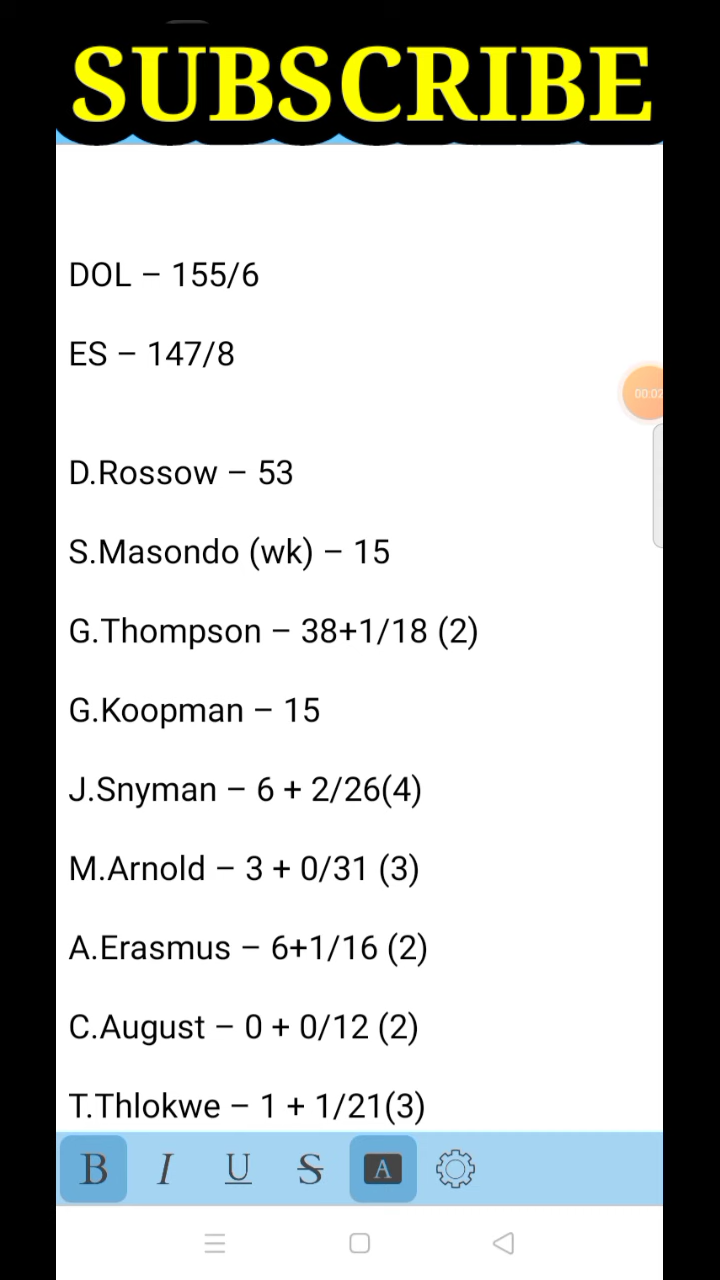 SUBSCRIBE
DOL – 155/6
ES – 147/8
D.Rossow – 53
S.Masondo (wk) – 15
G.Thompson – 38+1/18 (2)
G.Koopman – 15
J.Snyman – 6 + 2/26(4)
M.Arnold – 3 + 0/31 (3)
A.Erasmus – 6+1/16 (2)
C.August – 0 + 0/12 (2)
T.Thlokwe – 1 + 1/21(3)
B I U S A